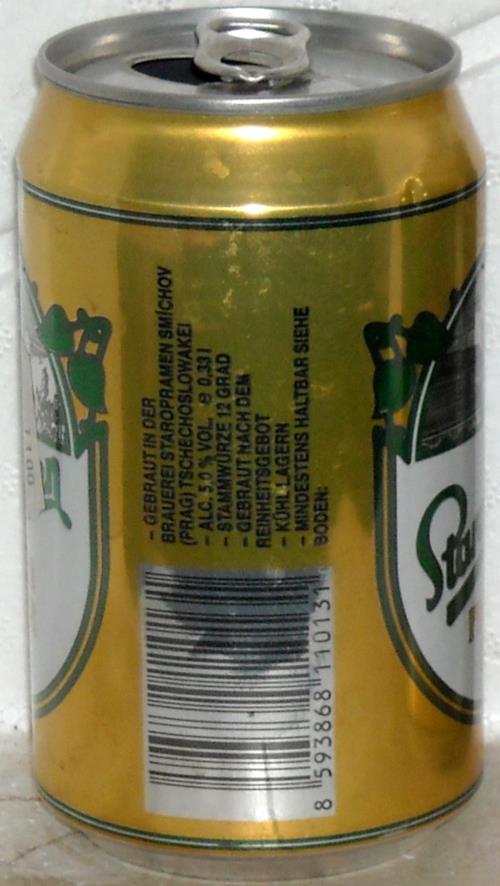 - GEBRAUT IN DER
BRAUEREI STAROPRAMEN SMÍCHOV
(PRAG) TSCHECHOSLOWAKEI
- ALC. 5,0 % VOL. e 0,33 l
- STAMMWÜRZE 12 GRAD
- GEBRAUT NACH DEM
REINHEITSGEBOT
- KÜHL LAGERN
- MINDESTENS HALTBAR SIEHE
BODEN:
8 593868 110131